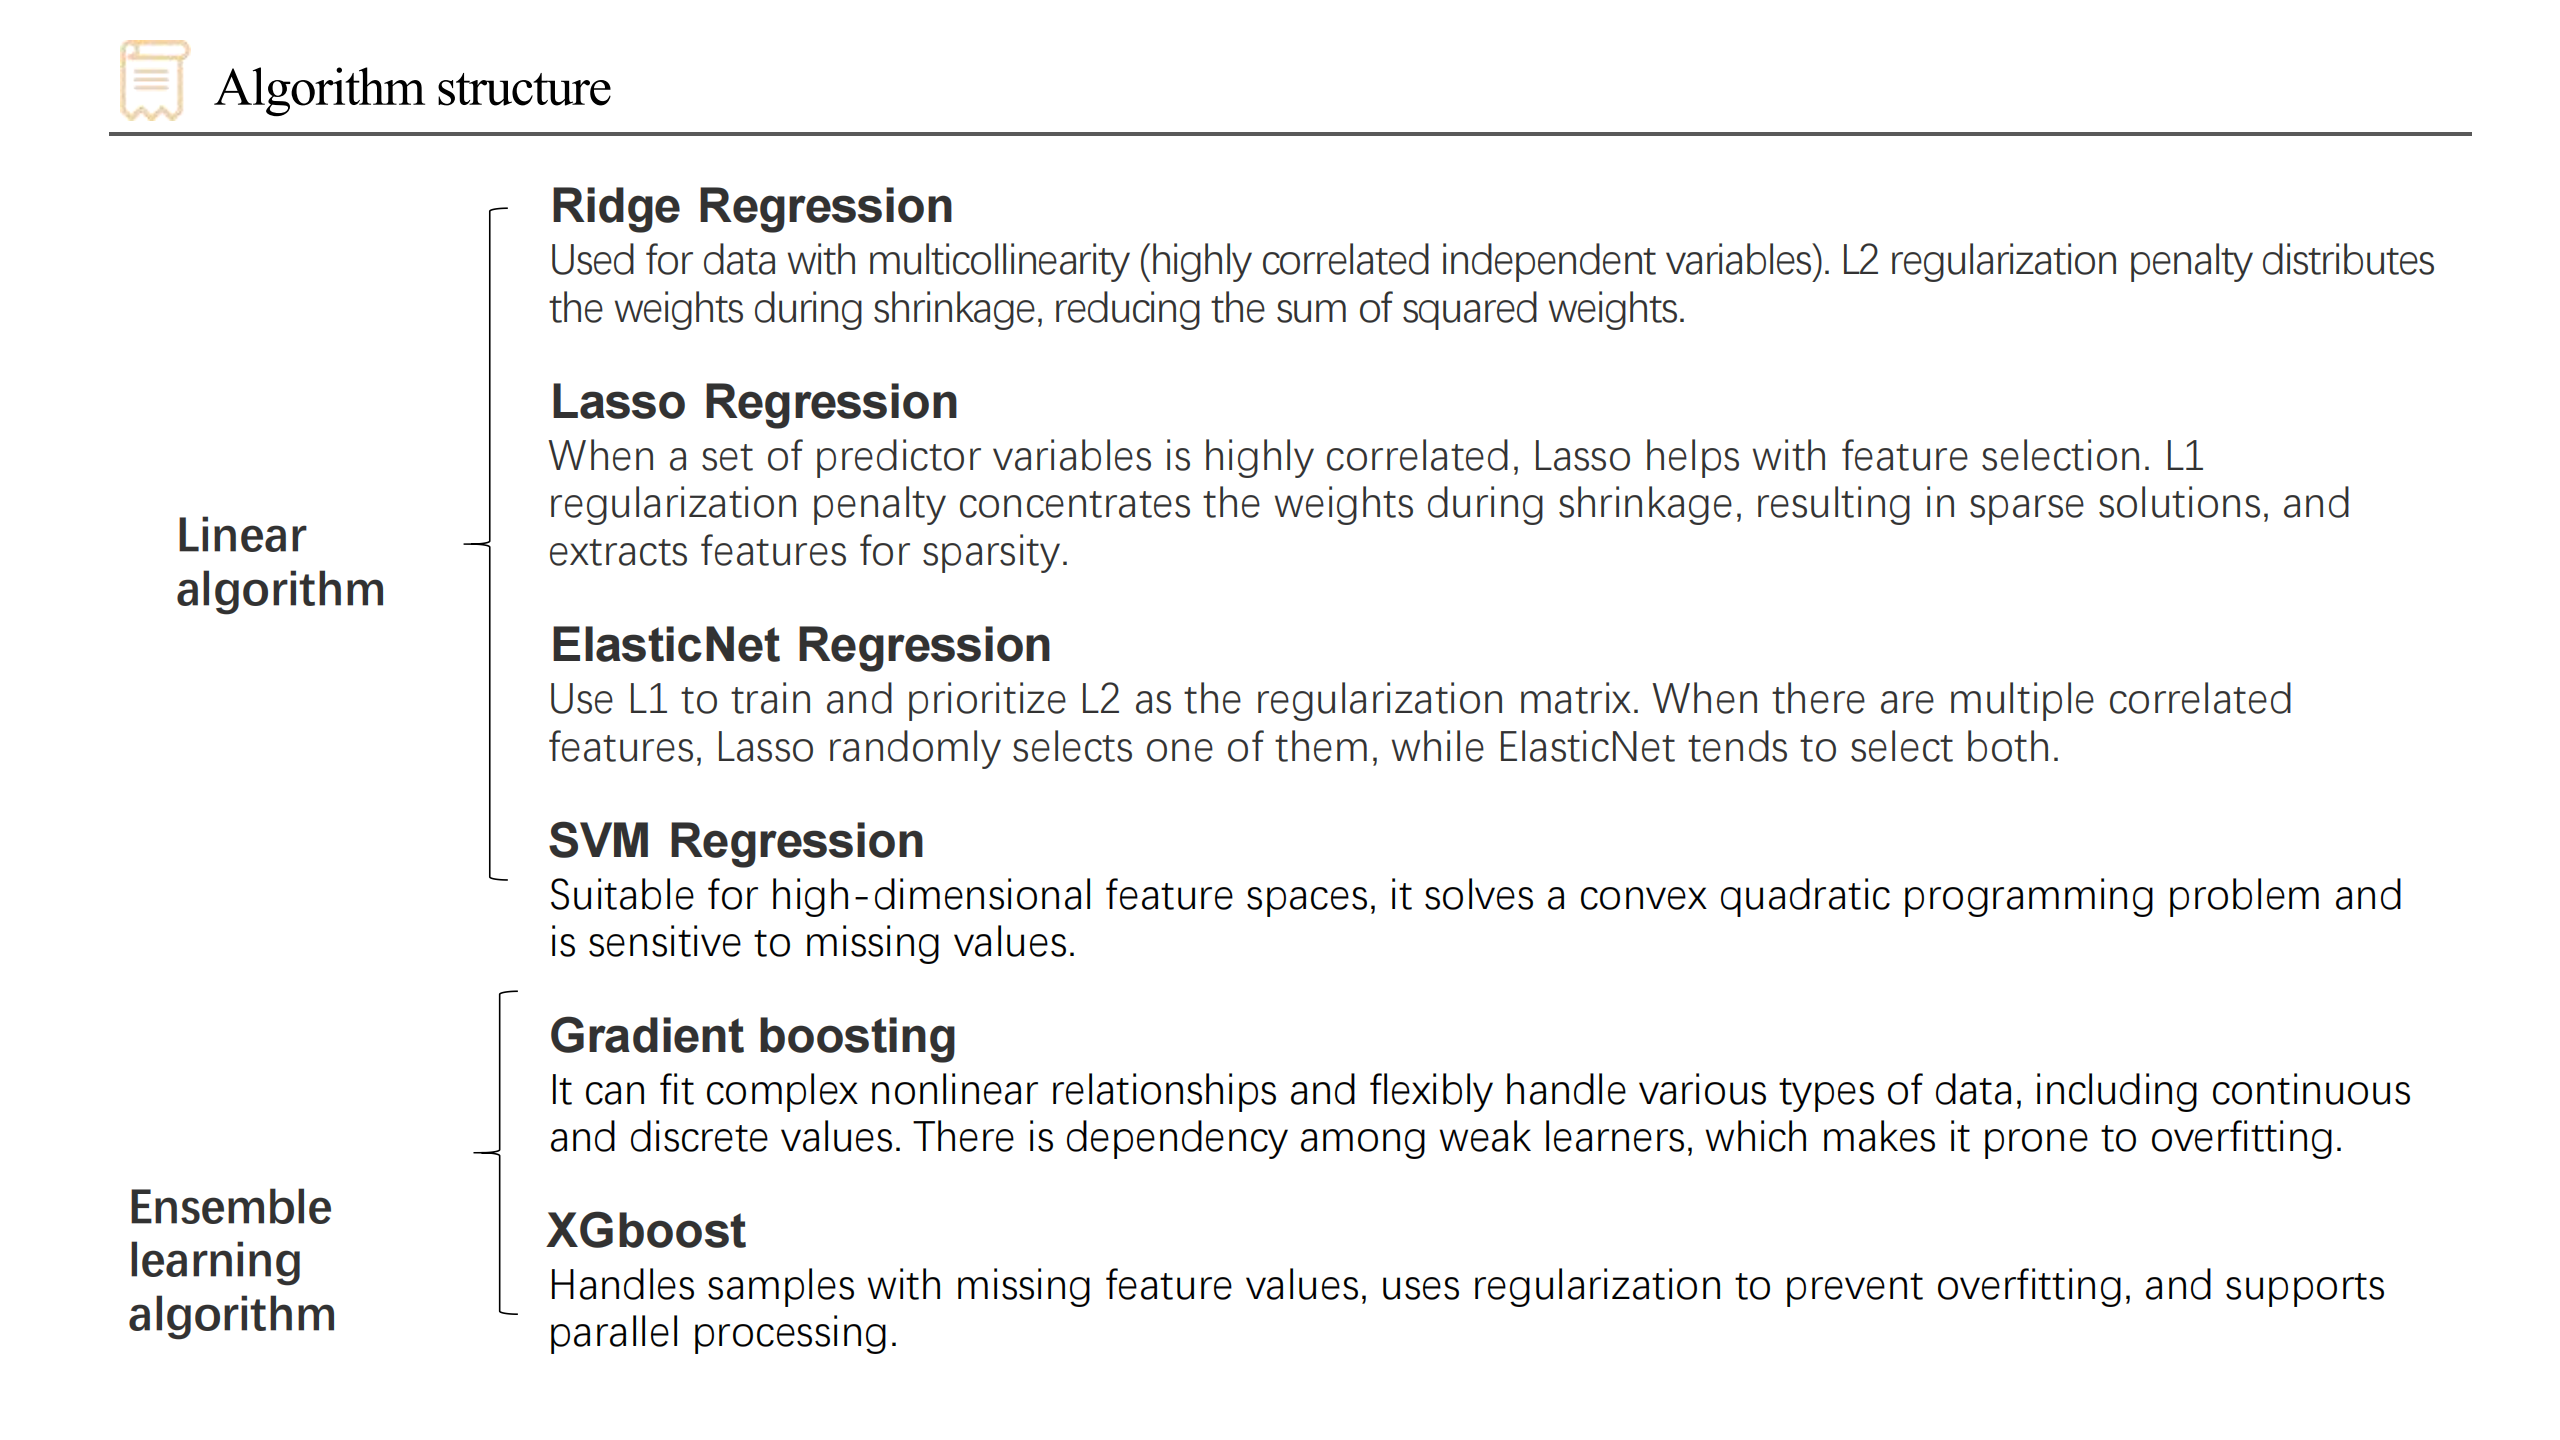 Algorithm structure
Ridge Regression
Used for data with multicollinearity (highly correlated independent variables). L2 regularization penalty distributes
the weights during shrinkage, reducing the sum of squared weights.
Lasso Regression
When a set of predictor variables is highly correlated, Lasso helps with feature selection. L1
regularization penalty concentrates the weights during shrinkage, resulting in sparse solutions, and
extracts features for sparsity.
Linear
algorithm
ElasticNet Regression
Use L1 to train and prioritize L2 as the regularization matrix. When there are multiple correlated
features, Lasso randomly selects one of them, while ElasticNet tends to select both.
SVM Regression
Suitable for high-dimensional feature spaces, it solves a convex quadratic programming problem and
is sensitive to missing values.
Gradient boosting
It can fit complex nonlinear relationships and flexibly handle various types of data, including continuous
and discrete values. There is dependency among weak learners, which makes it prone to overfitting.
Ensemble
learning
algorithm
XGboost
Handles samples with missing feature values, uses regularization to prevent overfitting, and supports
parallel processing.